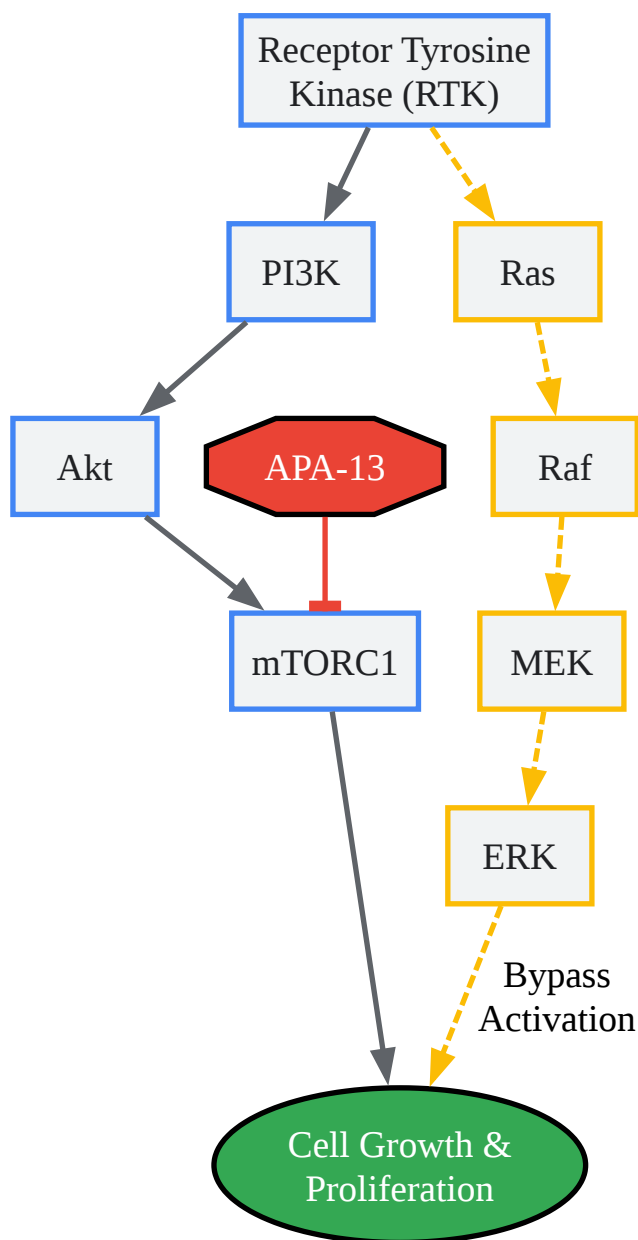 Receptor Tyrosine
Kinase (RTK)
PI3K
Ras
Akt
APA-13
Raf
mTORC1
MEK
ERK
Bypass
Activation
Cell Growth &
Proliferation